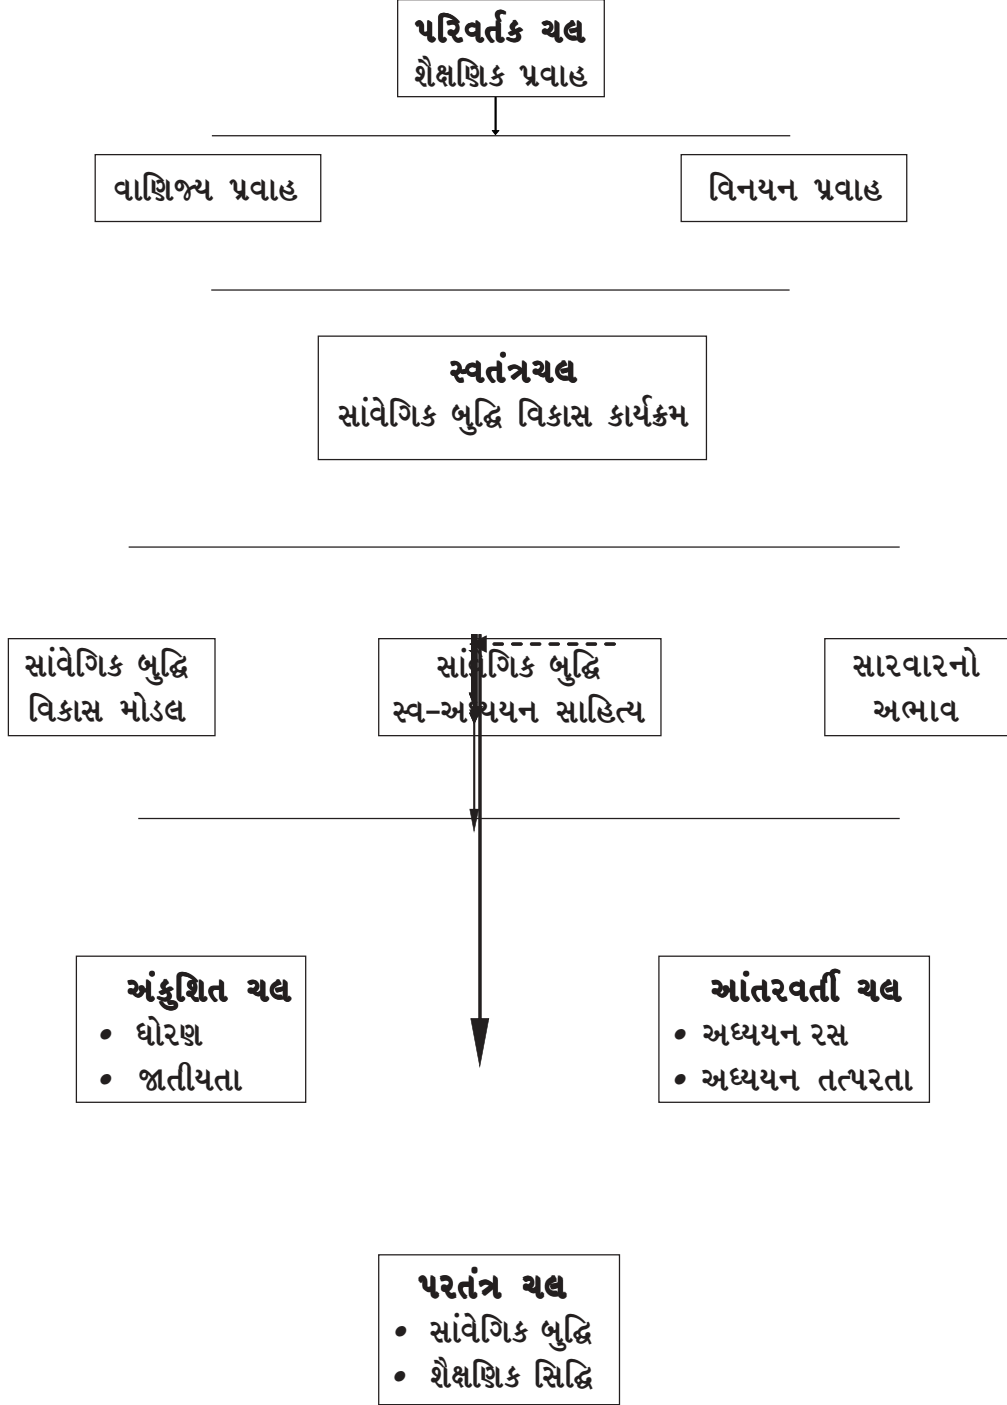 પરિવર્તક ચલ
શૈક્ષણિક પ્રવાહ
વાણિજ્ય પ્રવાહ
વિનયન પ્રવાહ
સ્વતંત્રચલ
સાંવેગિક બુદ્ધિ વિકાસ કાર્યક્રમ
સાંવેગિક બુદ્ધિ
વિકાસ મોડલ
સાંવેગિક બુદ્ધિ
સ્વ–અધ્યયન સાહિત્ય
સારવારનો
અભાવ
અંકુશિત ચલ
• ધોરણ
• જાતીયતા
આંતરવર્તી ચલ
• અધ્યયન રસ
• અધ્યયન તત્પરતા
પરતંત્ર ચલ
• સાંવેગિક બુદ્ધિ
• શૈક્ષણિક સિદ્ધિ